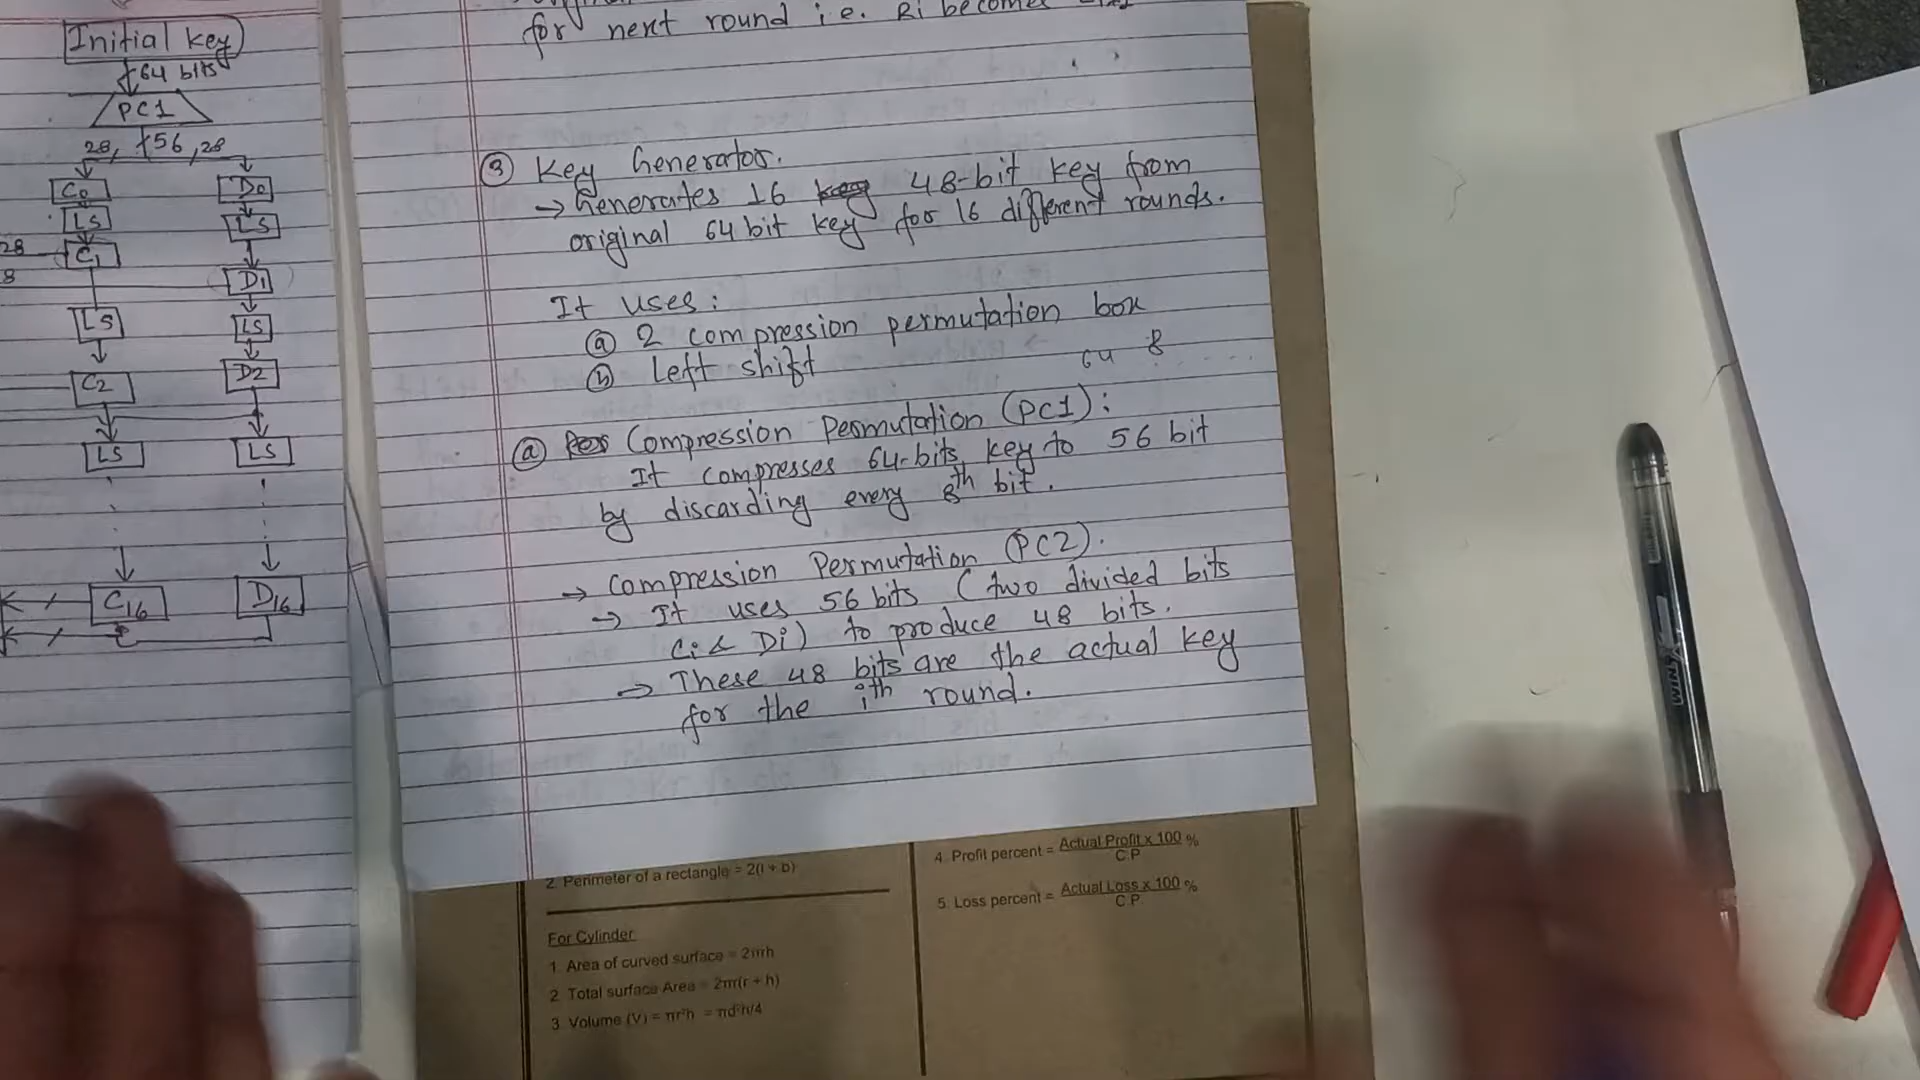 Initial key
64 bits
PC1
28, 56, 28
C0 D0
LS LS
28
C1
8
D1
LS LS
C2 D2
LS LS
C16 D16
for next round i.e. Ri becomes
③ Key Generator.
→ Generates 16 48-bit key from
original 64 bit key for 16 different rounds.
It uses:
ⓐ 2 compression permutation box
ⓑ Left shift
64 8
ⓐ Compression Permutation (PC1):
It compresses 64-bits key to 56 bit
by discarding every 8th bit.
→ Compression Permutation (PC2).
→ It uses 56 bits (two divided bits
Ci & Di) to produce 48 bits.
→ These 48 bits are the actual key
for the ith round.
2. Perimeter of a rectangle = 2(l + b)
For Cylinder
1. Area of curved surface = 2πrh
2. Total surface Area = 2πr(r + h)
3. Volume (V) = πr²h = πd²h/4
4. Profit percent = Actual Profit x 100 %
C.P
5. Loss percent = Actual Loss x 100 %
C.P